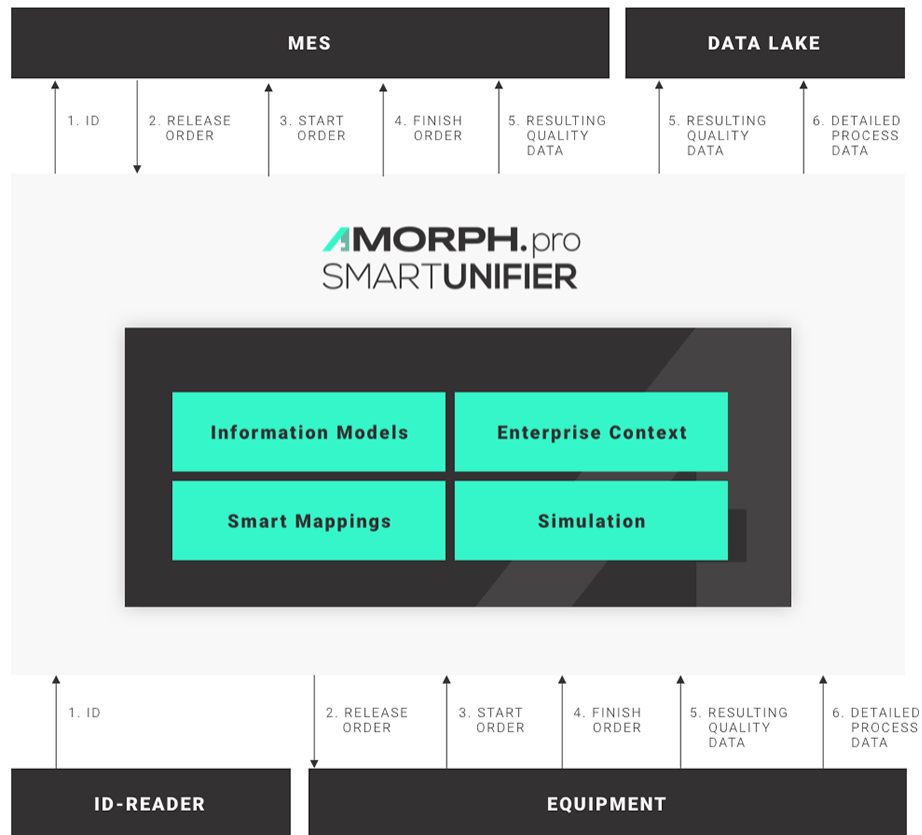 MES
DATA LAKE
1. ID
2. RELEASE
ORDER
3. START
ORDER
4. FINISH
ORDER
5. RESULTING
QUALITY
DATA
5. RESULTING
QUALITY
DATA
6. DETAILED
PROCESS
DATA
AMORPH.pro
SMARTUNIFIER
Information Models
Enterprise Context
Smart Mappings
Simulation
1. ID
2. RELEASE
ORDER
3. START
ORDER
4. FINISH
ORDER
5. RESULTING
QUALITY
DATA
6. DETAILED
PROCESS
DATA
ID-READER
EQUIPMENT